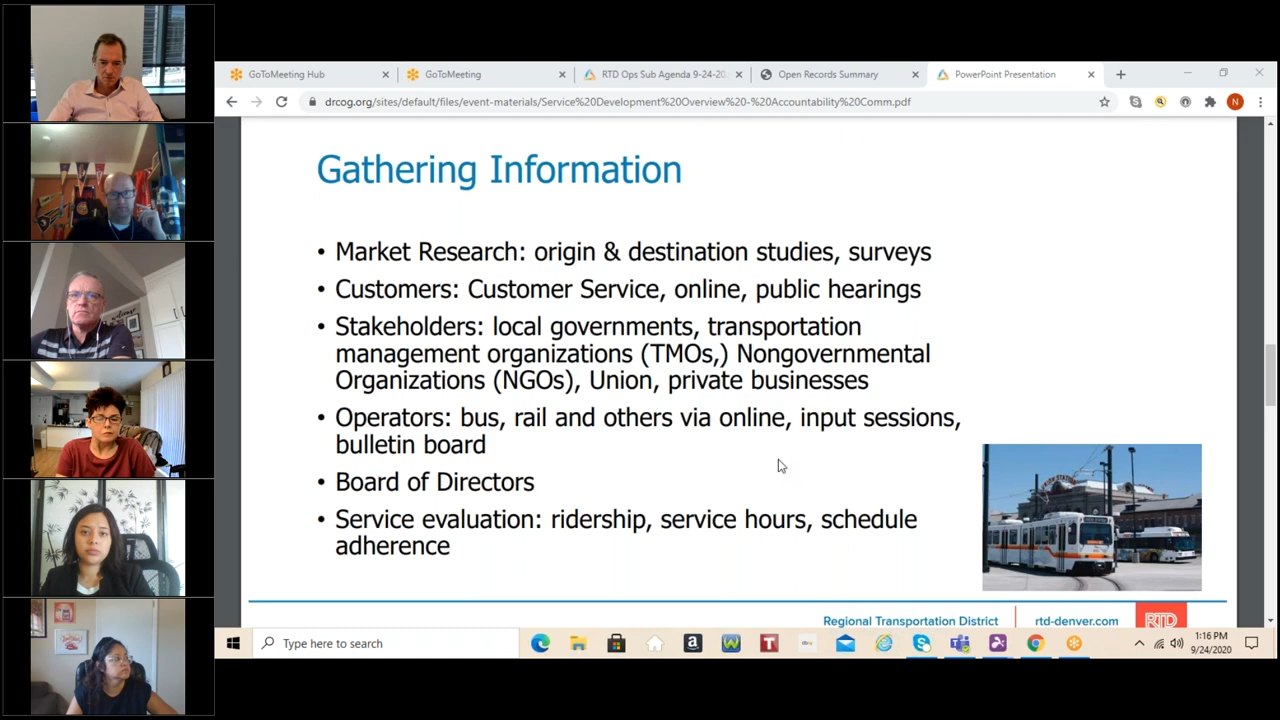 GoToMeeting Hub
GoToMeeting
RTD Ops Sub Agenda 9-24-20
Open Records Summary
PowerPoint Presentation
drcog.org/sites/default/files/event-materials/Service%20Development%20Overview%20-%20Accountability%20Comm.pdf
N
Gathering Information
• Market Research: origin & destination studies, surveys
• Customers: Customer Service, online, public hearings
• Stakeholders: local governments, transportation
management organizations (TMOs,) Nongovernmental
Organizations (NGOs), Union, private businesses
• Operators: bus, rail and others via online, input sessions,
bulletin board
• Board of Directors
• Service evaluation: ridership, service hours, schedule
adherence
Regional Transportation District
rtd-denver.com
RTD
Type here to search
1:16 PM
9/24/2020